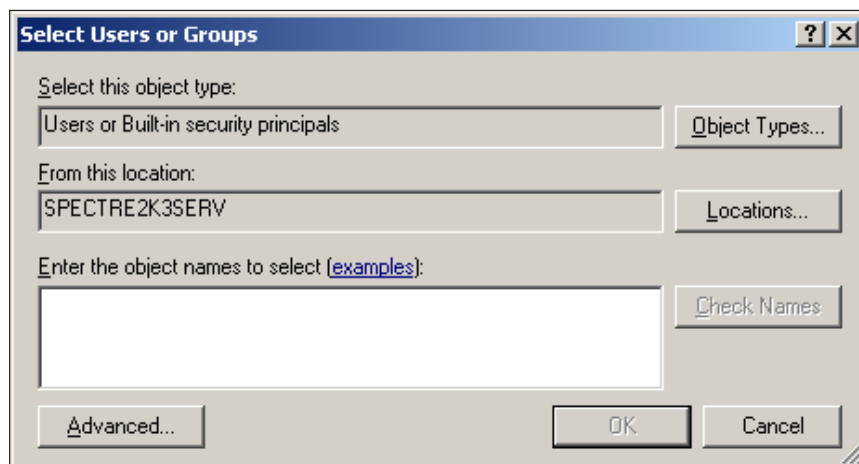 Select Users or Groups
Select this object type:
Users or Built-in security principals
Object Types...
From this location:
SPECTRE2K3SERV
Locations...
Enter the object names to select (examples):
Check Names
Advanced...
OK
Cancel